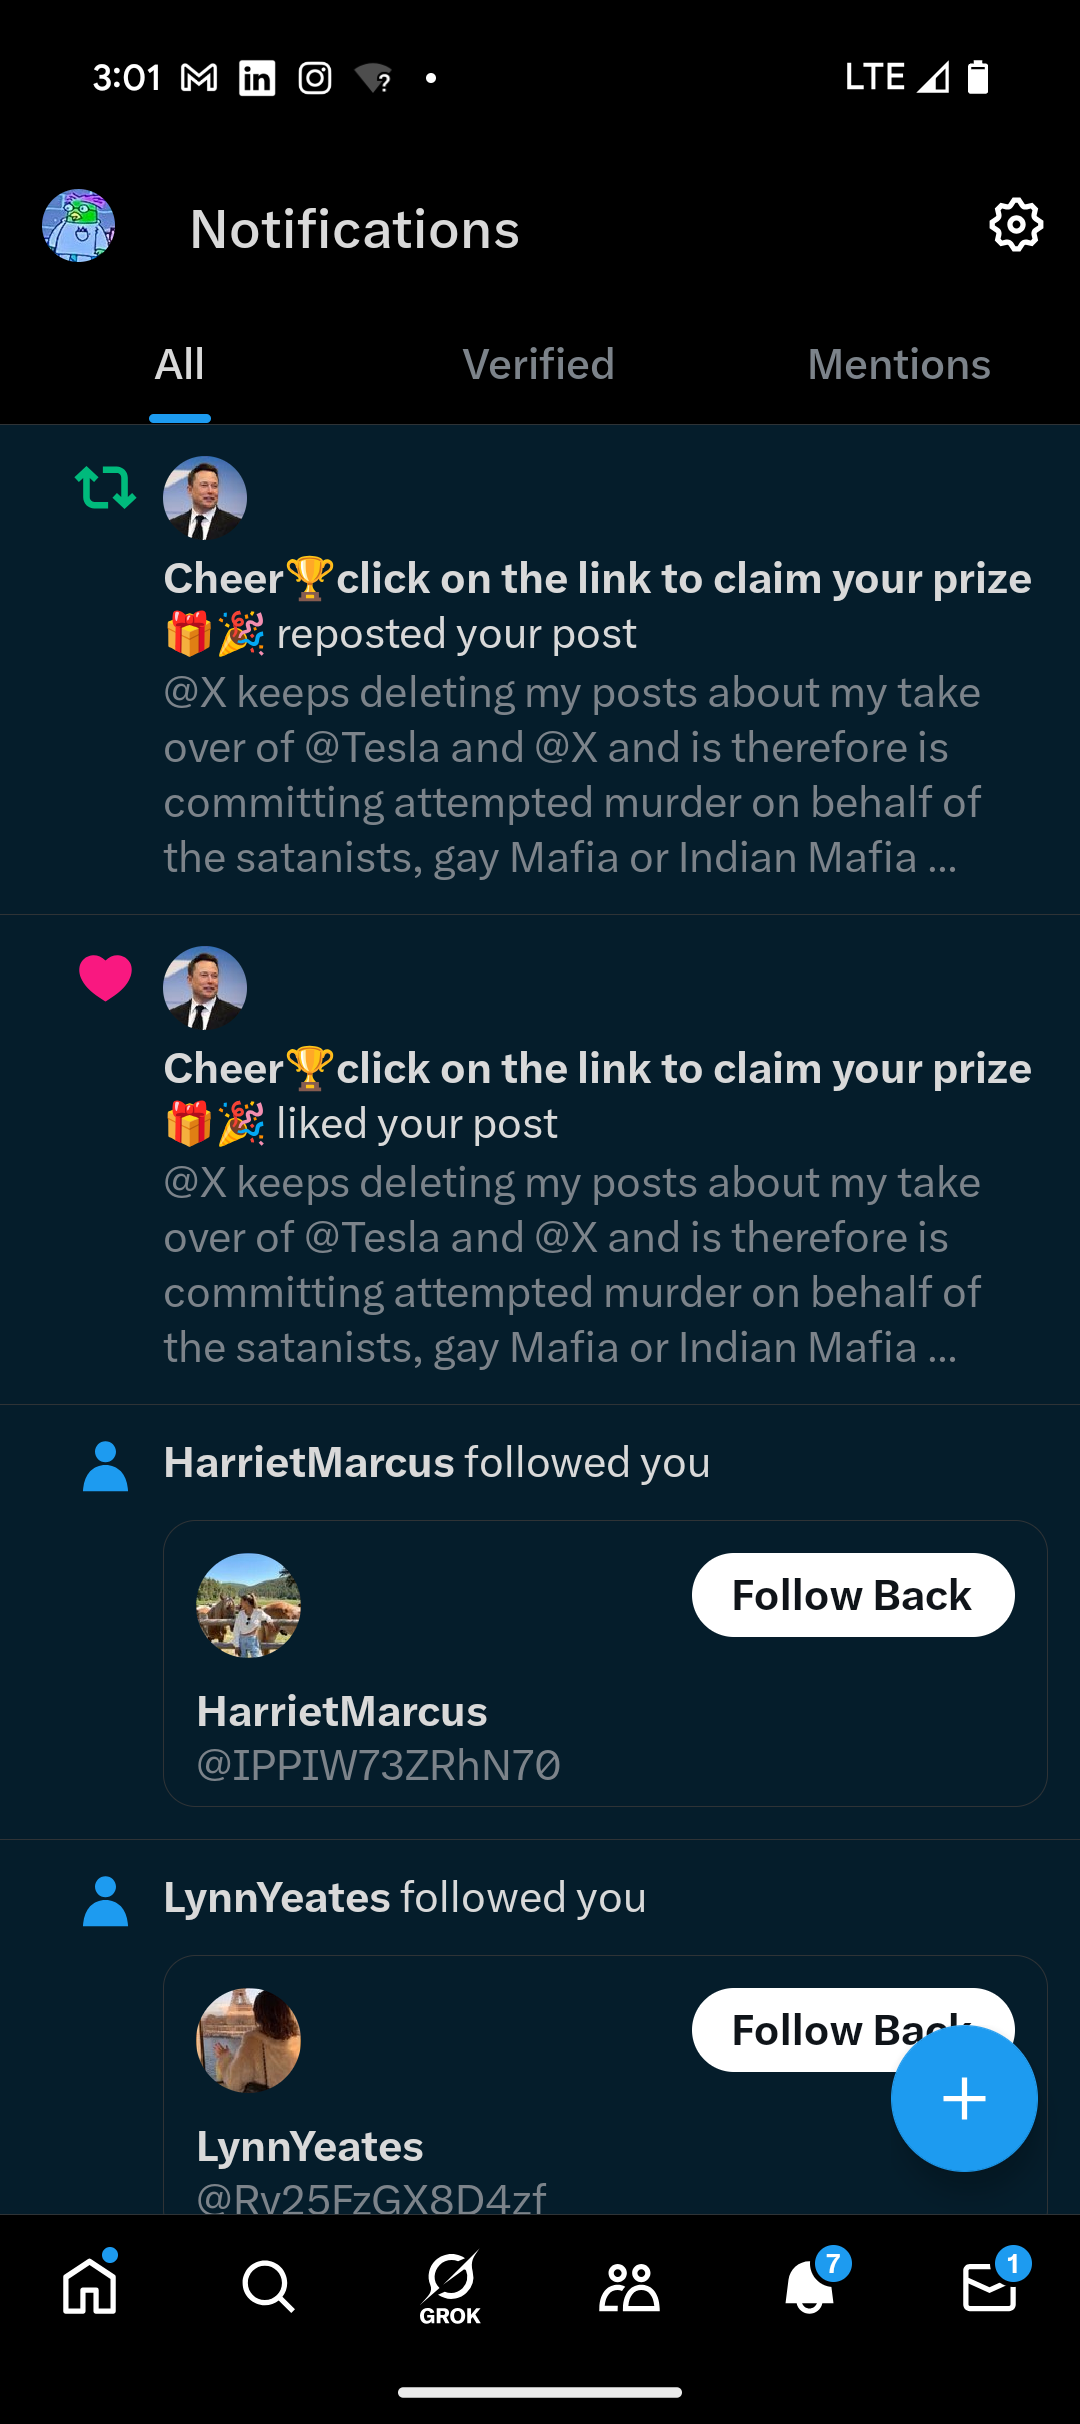 3:01
LTE
Notifications
All Verified Mentions
Cheer🏆click on the link to claim your prize
🎁🎉 reposted your post
@X keeps deleting my posts about my take
over of @Tesla and @X and is therefore is
committing attempted murder on behalf of
the satanists, gay Mafia or Indian Mafia ...
Cheer🏆click on the link to claim your prize
🎁🎉 liked your post
@X keeps deleting my posts about my take
over of @Tesla and @X and is therefore is
committing attempted murder on behalf of
the satanists, gay Mafia or Indian Mafia ...
HarrietMarcus followed you
Follow Back
HarrietMarcus
@IPPIW73ZRhN70
LynnYeates followed you
Follow Back
LynnYeates
@Rv25FzGX8D4zf
GROK
7
1